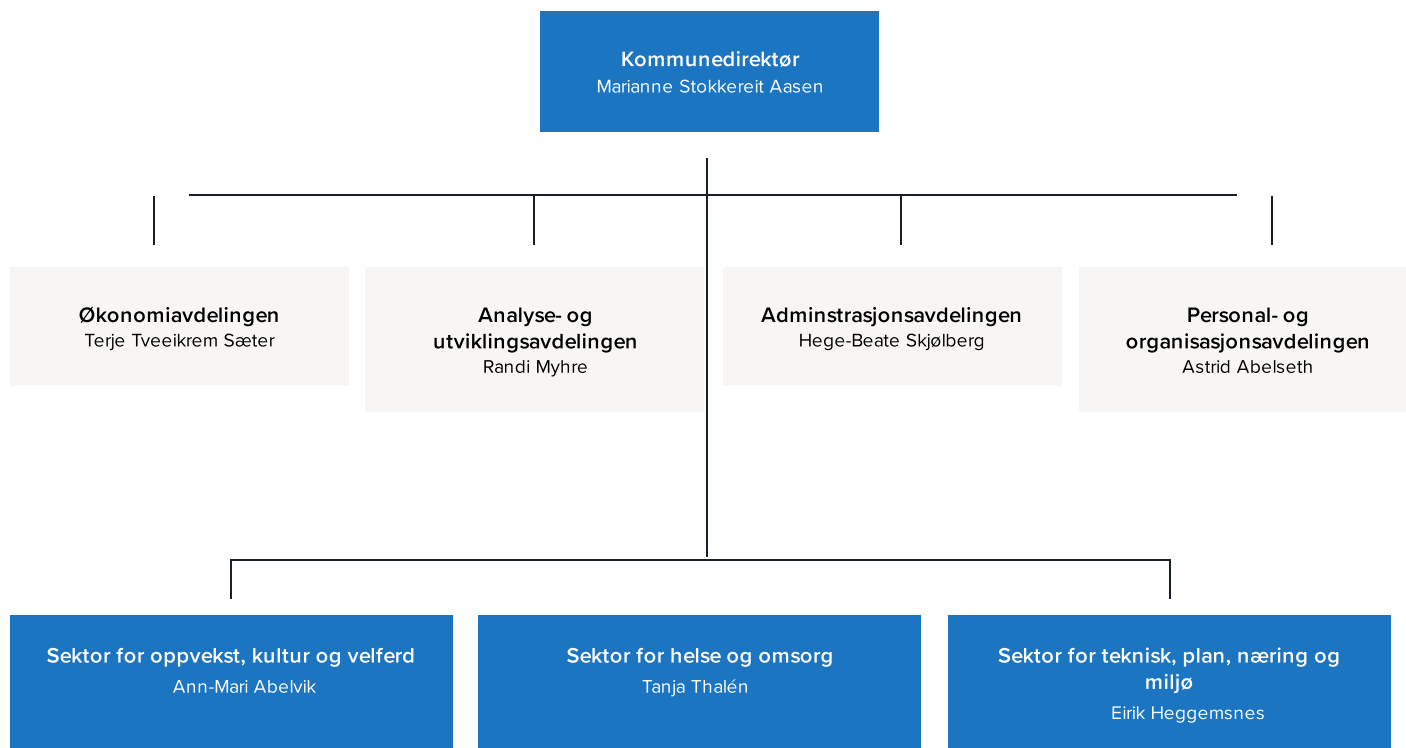 Kommunedirektør
Marianne Stokkereit Aasen
Økonomiavdelingen
Terje Tveeikrem Sæter
Analyse- og
utviklingsavdelingen
Randi Myhre
Adminstrasjonsavdelingen
Hege-Beate Skjølberg
Personal- og
organisasjonsavdelingen
Astrid Abelseth
Sektor for oppvekst, kultur og velferd
Ann-Mari Abelvik
Sektor for helse og omsorg
Tanja Thalén
Sektor for teknisk, plan, næring og
miljø
Eirik Heggemsnes